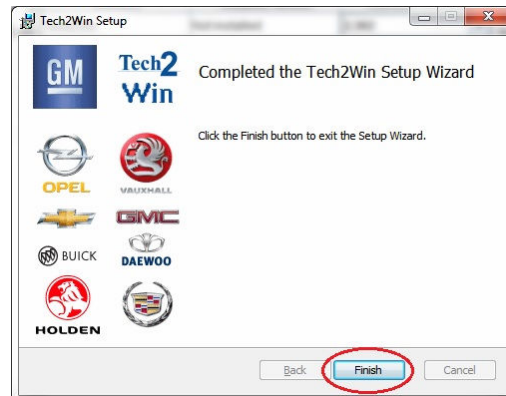 Tech2Win Setup
GM
Tech2
Win
Completed the Tech2Win Setup Wizard
Click the Finish button to exit the Setup Wizard.
OPEL
VAUXHALL
GMC
BUICK
DAEWOO
HOLDEN
Back
Finish
Cancel